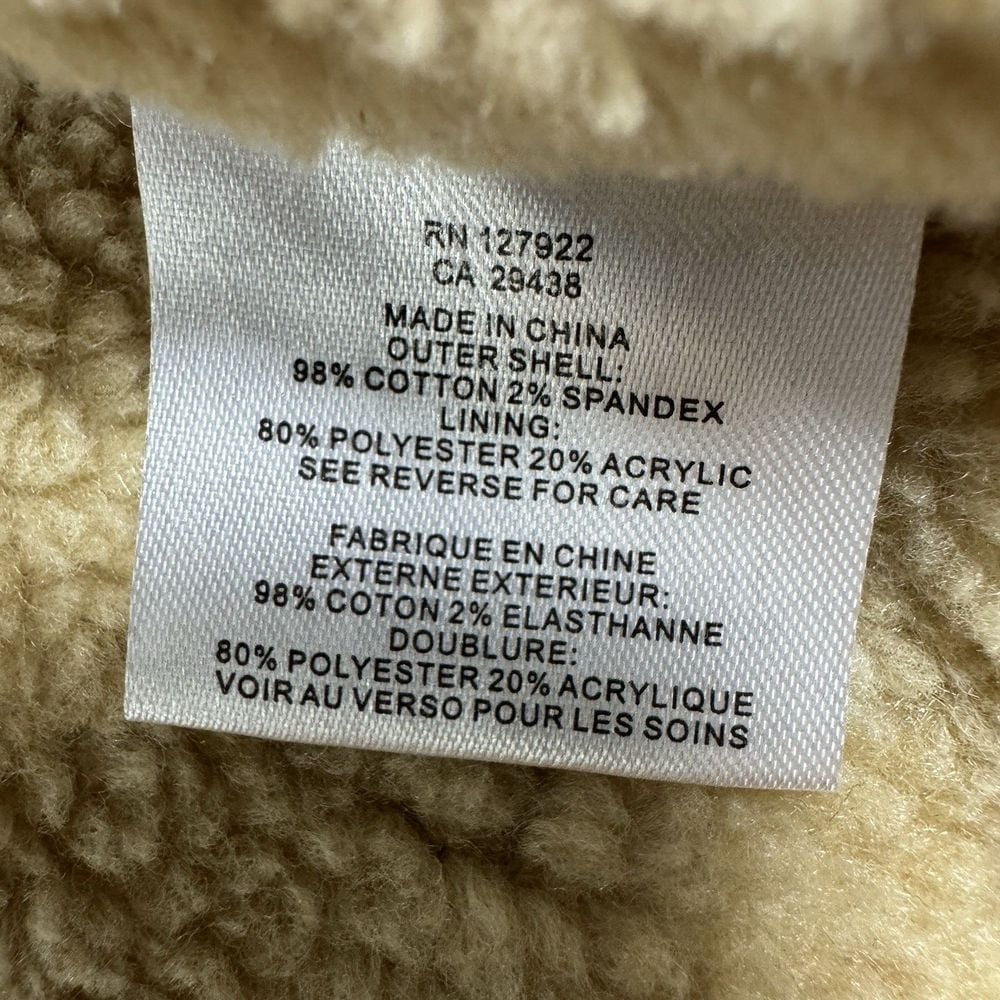 RN 127922
CA 29438
MADE IN CHINA
OUTER SHELL:
98% COTTON 2% SPANDEX
LINING:
80% POLYESTER 20% ACRYLIC
SEE REVERSE FOR CARE
FABRIQUE EN CHINE
EXTERNE EXTERIEUR:
98% COTON 2% ELASTHANNE
DOUBLURE:
80% POLYESTER 20% ACRYLIQUE
VOIR AU VERSO POUR LES SOINS